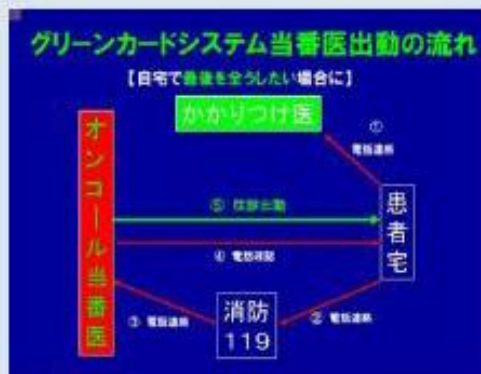 グリーンカードシステム当番医出動の流れ
【自宅で最後を全うしたい場合に】
かかりつけ医
①
電話連絡
オンコール当番医
⑤ 往診出動
患者宅
④ 電話確認
消防
119
③ 電話連絡
② 電話連絡